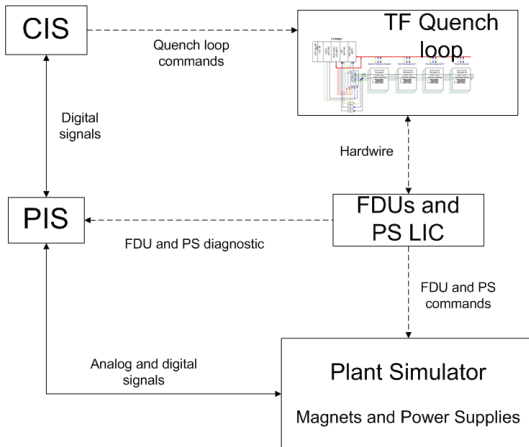 CIS
Quench loop
commands
TF Quench
loop
Digital
signals
Hardwire
PIS
FDUs and
PS LIC
FDU and PS diagnostic
FDU and PS
commands
Analog and digital
signals
Plant Simulator
Magnets and Power Supplies